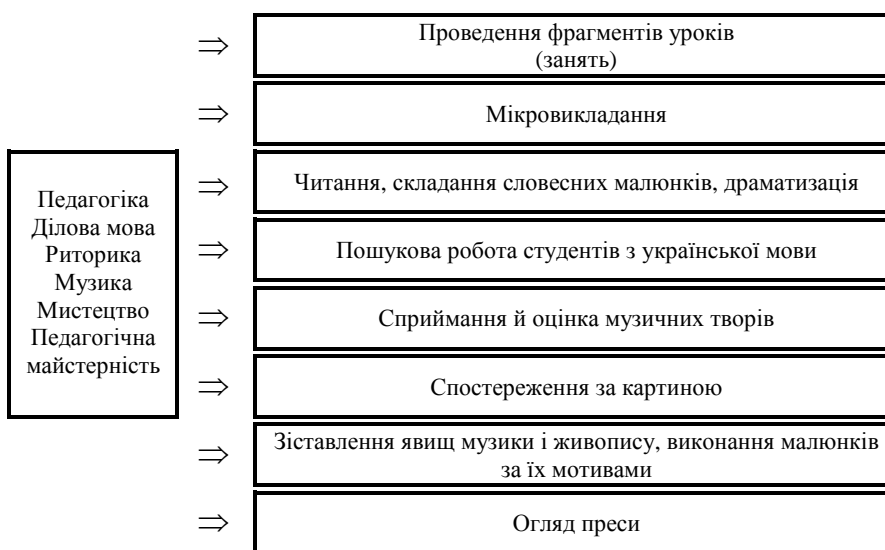 ⇒ Проведення фрагментів уроків
(занять)
⇒ Мікровикладання
Педагогіка
Ділова мова
Риторика
Музика
Мистецтво
Педагогічна
майстерність
⇒ Читання, складання словесних малюнків, драматизація
⇒ Пошукова робота студентів з української мови
⇒ Сприймання й оцінка музичних творів
⇒ Спостереження за картиною
⇒ Зіставлення явищ музики і живопису, виконання малюнків
за їх мотивами
⇒ Огляд преси